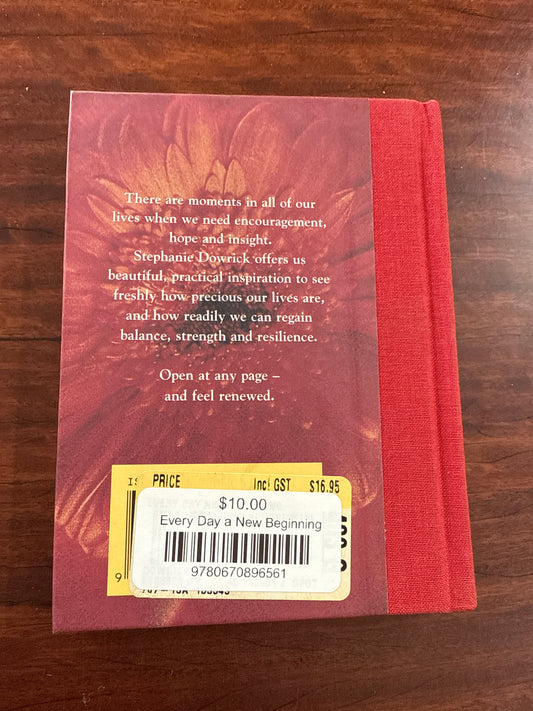 There are moments in all of our
lives when we need encouragement,
hope and insight.
Stephanie Dowrick offers us
beautiful, practical inspiration to see
freshly how precious our lives are,
and how readily we can regain
balance, strength and resilience.
Open at any page –
and feel renewed.
PRICE Incl GST $16.95
$10.00
Every Day a New Beginning
9780670896561